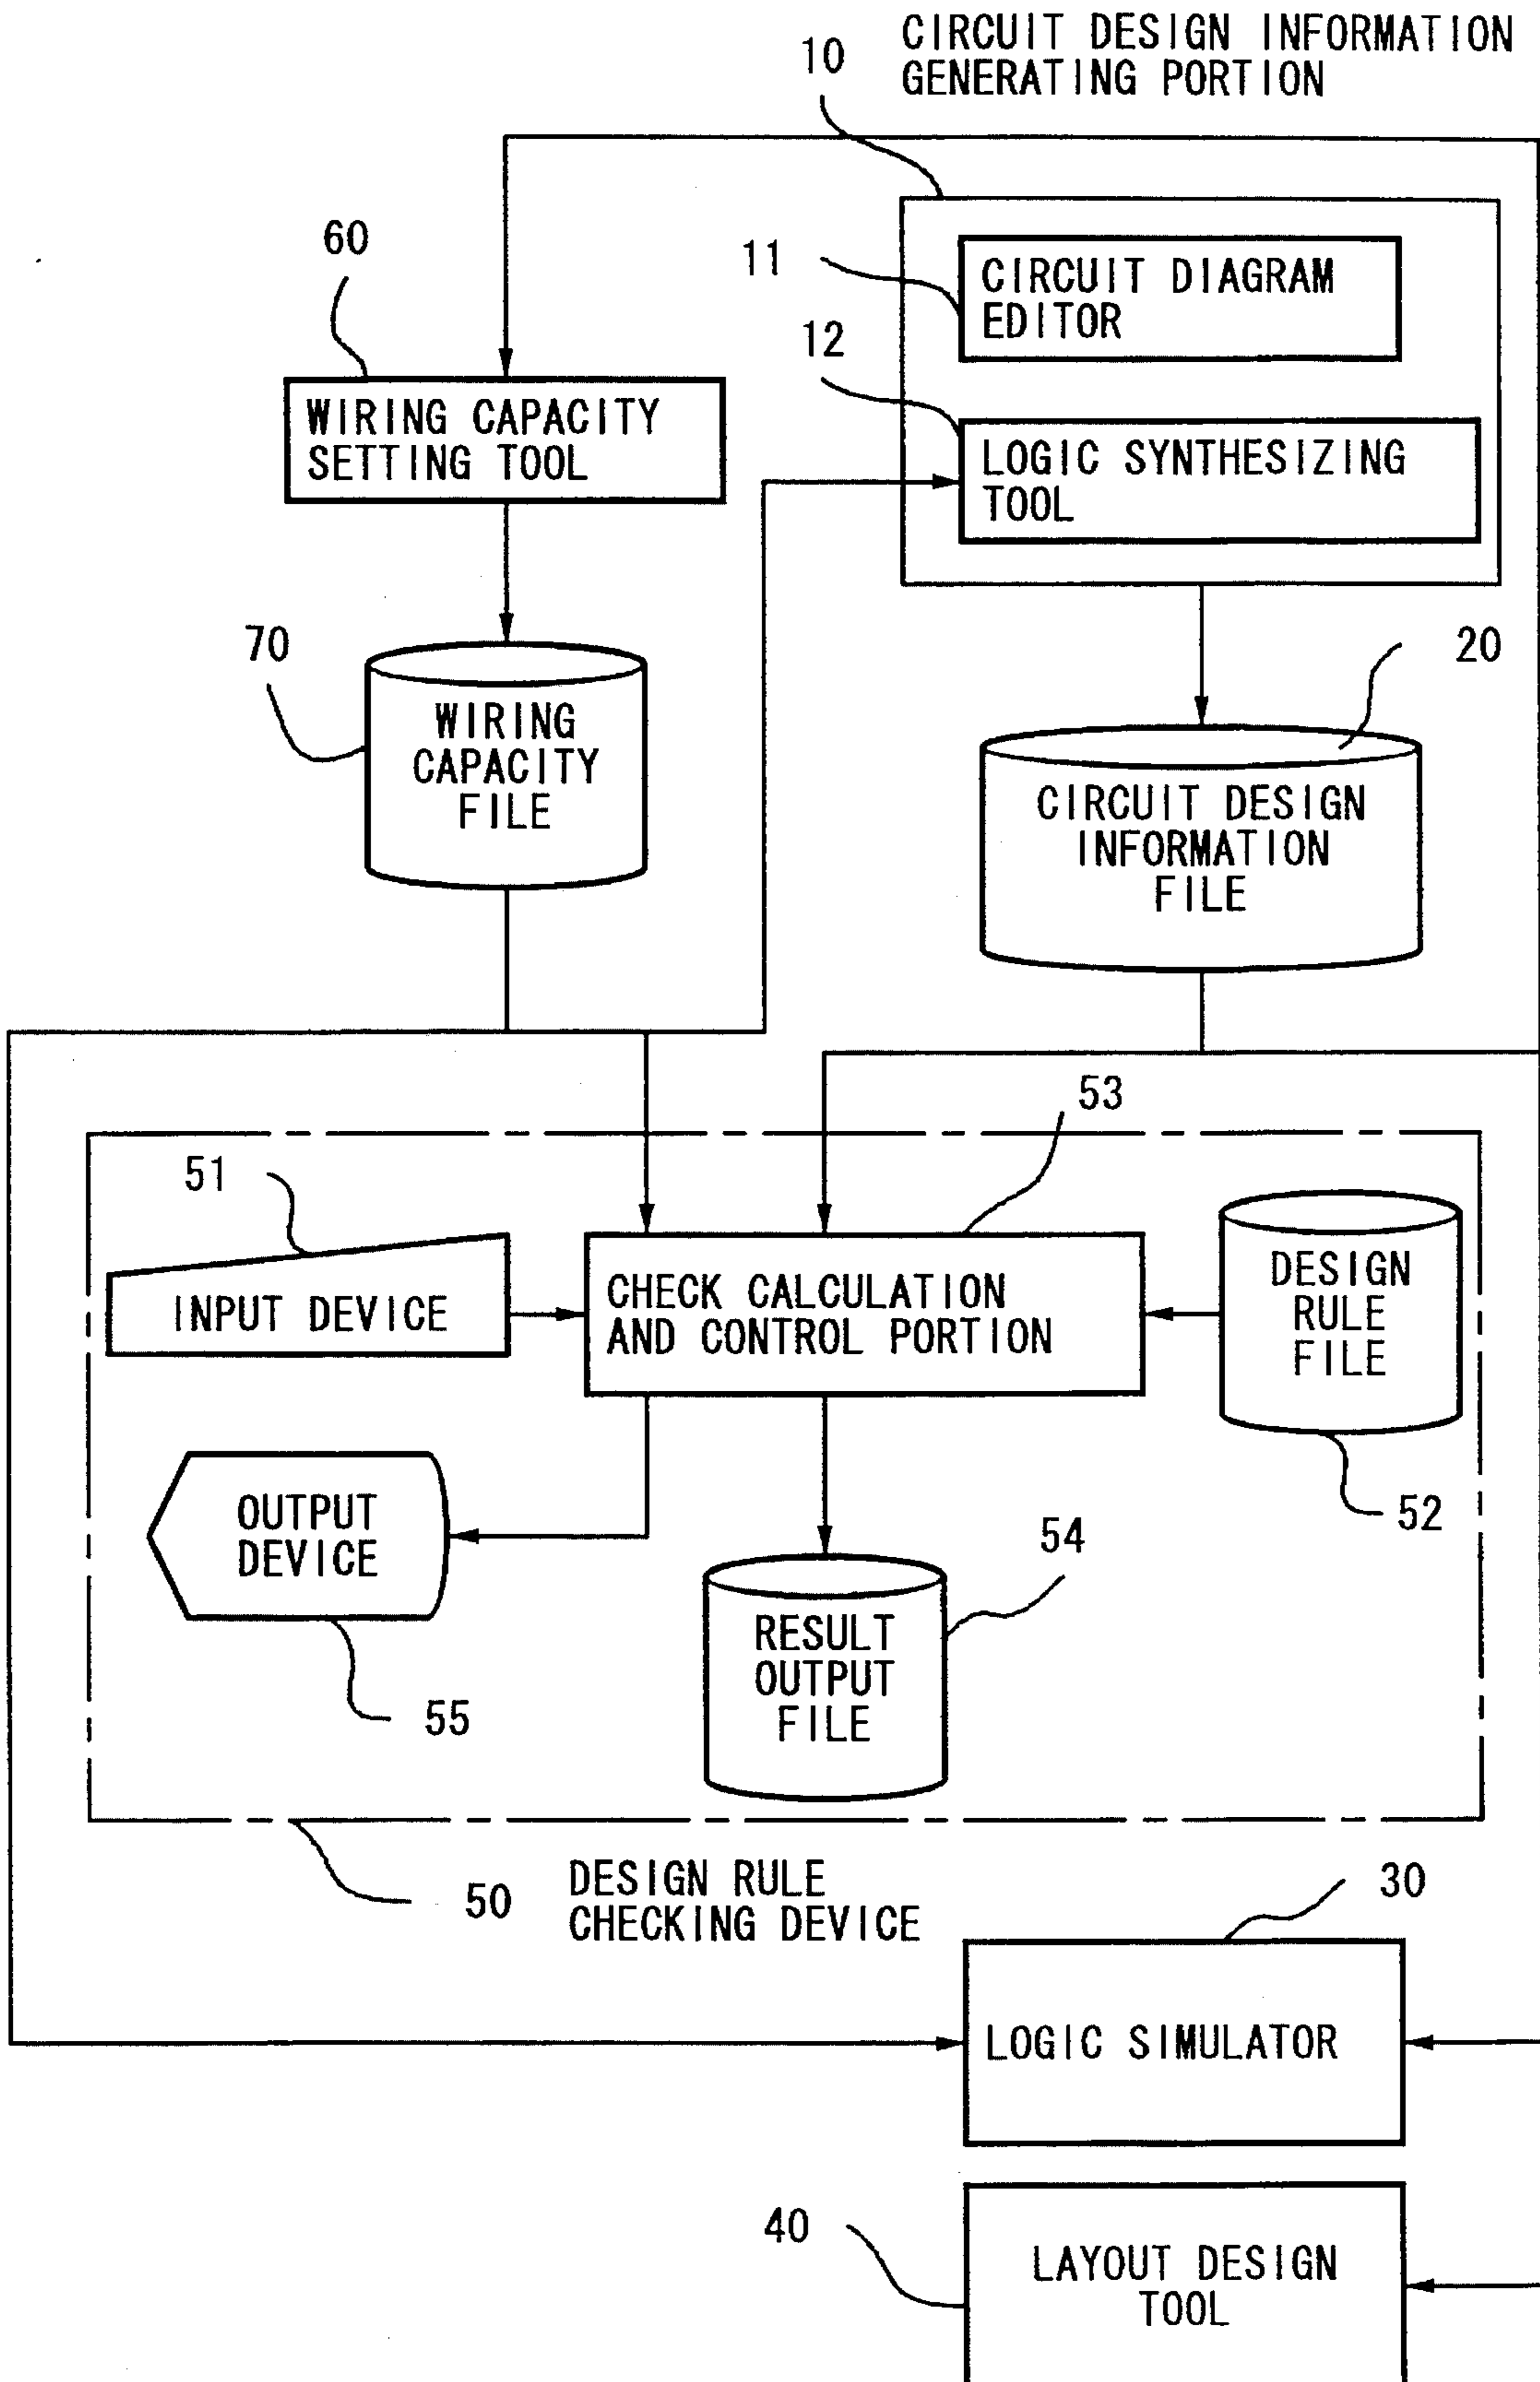 CIRCUIT DESIGN INFORMATION
GENERATING PORTION
10
60
11
CIRCUIT DIAGRAM
EDITOR
12
WIRING CAPACITY
SETTING TOOL
LOGIC SYNTHESIZING
TOOL
70
20
WIRING
CAPACITY
FILE
CIRCUIT DESIGN
INFORMATION
FILE
53
51
INPUT DEVICE
CHECK CALCULATION
AND CONTROL PORTION
DESIGN
RULE
FILE
52
OUTPUT
DEVICE
54
RESULT
OUTPUT
FILE
55
50
DESIGN RULE
CHECKING DEVICE
30
LOGIC SIMULATOR
40
LAYOUT DESIGN
TOOL